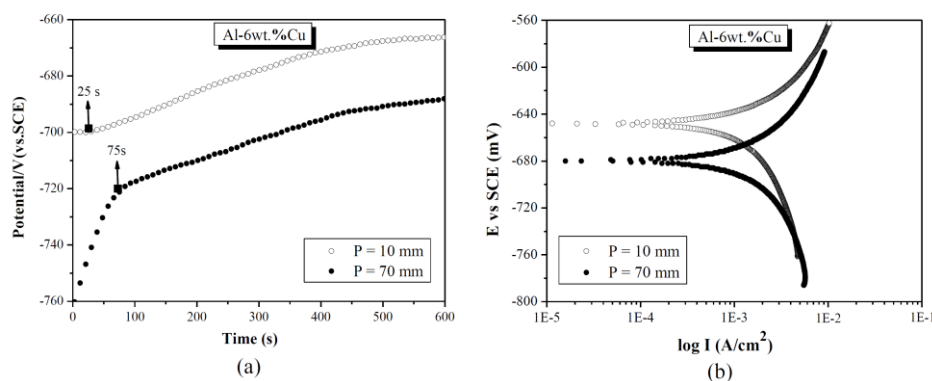 Al-6wt.%Cu
Potential/V(vs.SCE)
-660
-680
-700
-720
-740
-760
25 s
75s
P = 10 mm
P = 70 mm
0 100 200 300 400 500 600
Time (s)
(a)
Al-6wt.%Cu
E vs SCE (mV)
-560
-600
-640
-680
-720
-760
-800
P = 10 mm
P = 70 mm
1E-5 1E-4 1E-3 1E-2 1E-1
log I (A/cm²)
(b)